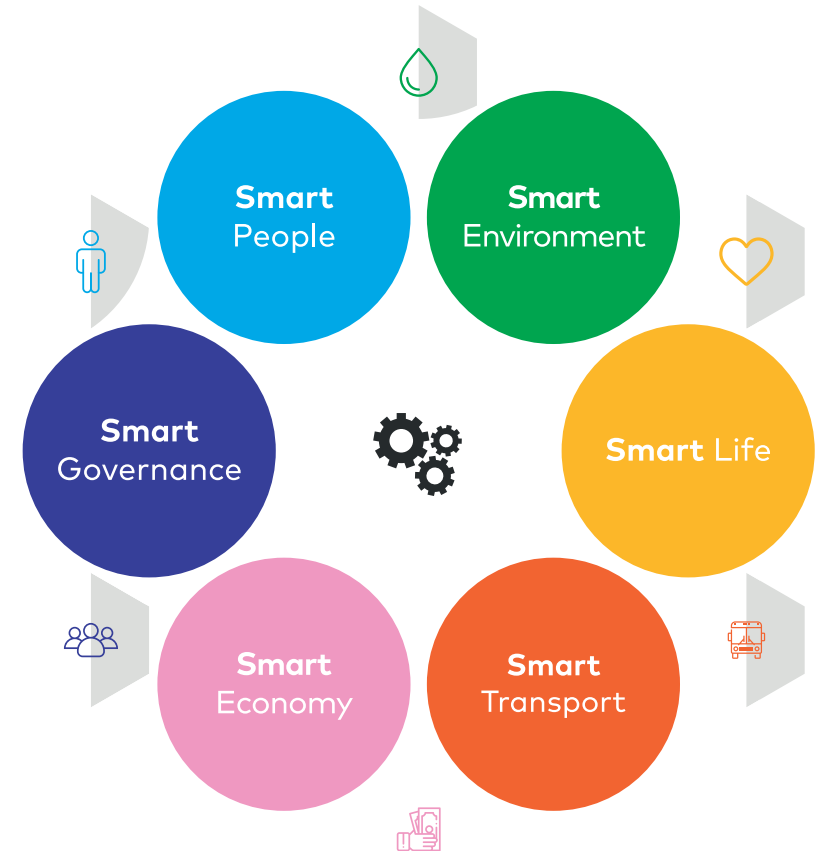 Smart
People
Smart
Environment
Smart
Governance
Smart Life
Smart
Economy
Smart
Transport